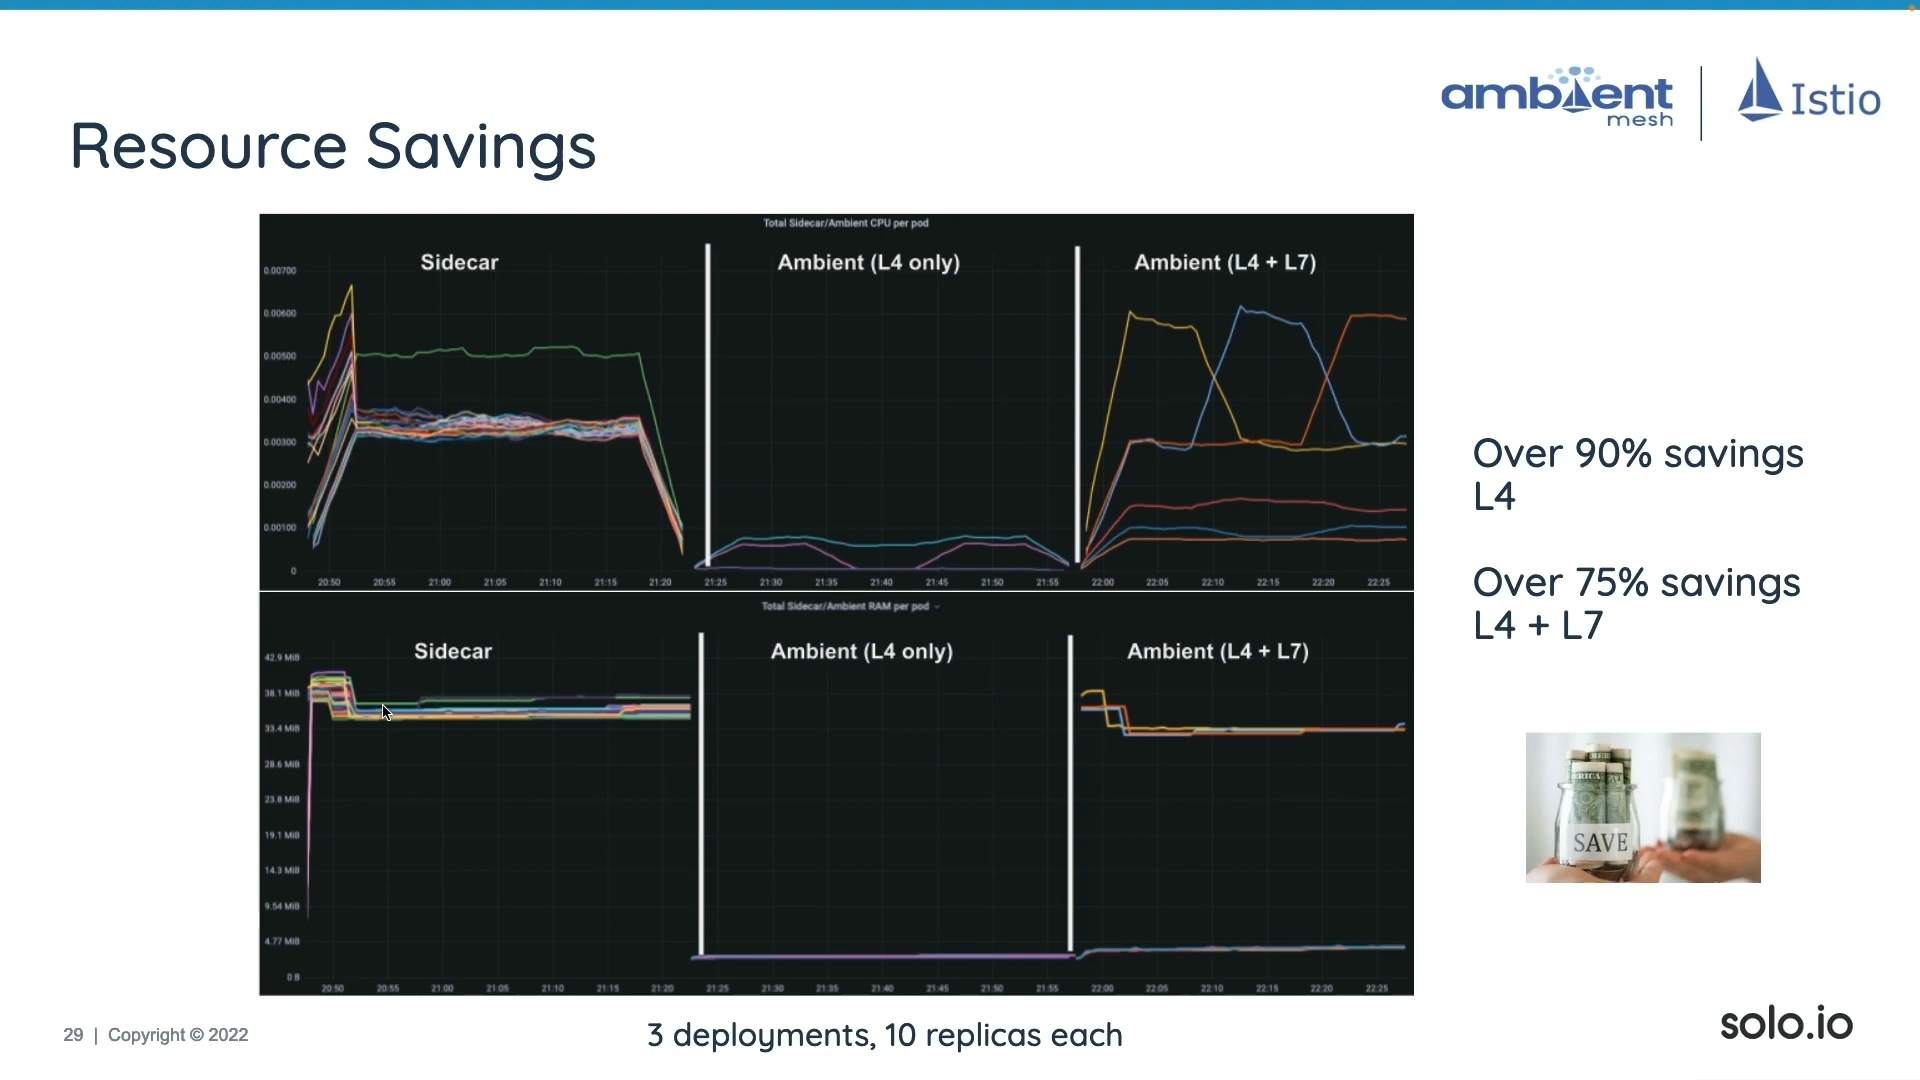 ambient
mesh
Istio
Resource Savings
Total Sidecar/Ambient CPU per pod
Sidecar
Ambient (L4 only)
Ambient (L4 + L7)
0.00700
0.00600
0.00500
0.00400
0.00300
0.00200
0.00100
0
20:50 20:55 21:00 21:05 21:10 21:15 21:20 21:25 21:30 21:35 21:40 21:45 21:50 21:55 22:00 22:05 22:10 22:15 22:20 22:25
Total Sidecar/Ambient RAM per pod
Sidecar
Ambient (L4 only)
Ambient (L4 + L7)
42.9 MiB
38.1 MiB
33.4 MiB
28.6 MiB
23.8 MiB
19.1 MiB
14.3 MiB
9.54 MiB
4.77 MiB
0 B
20:50 20:55 21:00 21:05 21:10 21:15 21:20 21:25 21:30 21:35 21:40 21:45 21:50 21:55 22:00 22:05 22:10 22:15 22:20 22:25
Over 90% savings
L4
Over 75% savings
L4 + L7
SAVE
29 | Copyright © 2022
3 deployments, 10 replicas each
solo.io